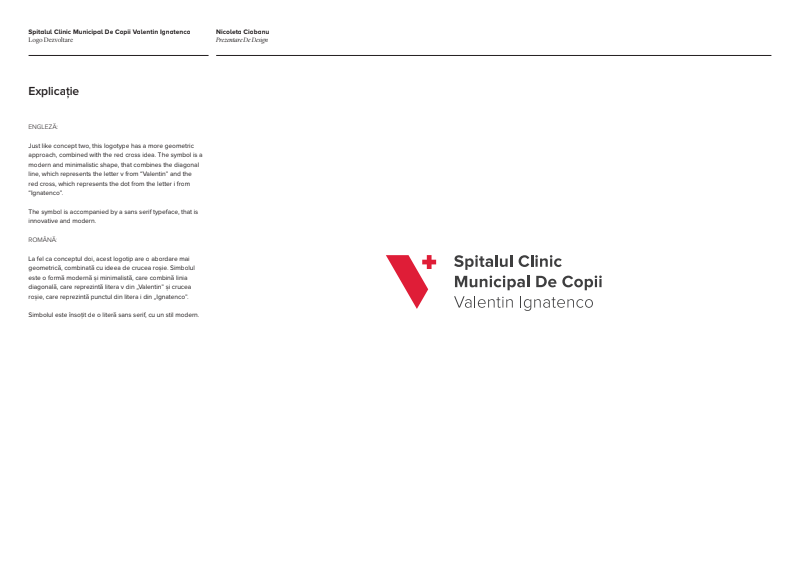 Spitalul Clinic Municipal De Copii Valentin Ignatenco
Logo Dezvoltare
Nicoleta Ciobanu
Prezentare De Design
Explicație
ENGLEZĂ:
Just like concept two, this logotype has a more geometric
approach, combined with the red cross idea. The symbol is a
modern and minimalistic shape, that combines the diagonal
line, which represents the letter v from "Valentin" and the
red cross, which represents the dot from the letter i from
"Ignatenco".
The symbol is accompanied by a sans serif typeface, that is
innovative and modern.
ROMÂNĂ:
La fel ca conceptul doi, acest logotip are o abordare mai
geometrică, combinată cu ideea de crucea roșie. Simbolul
este o formă modernă și minimalistă, care combină linia
diagonală, care reprezintă litera v din „Valentin" și crucea
roșie, care reprezintă punctul din litera i din „Ignatenco".
Simbolul este însoțit de o literă sans serif, cu un stil modern.
Spitalul Clinic
Municipal De Copii
Valentin Ignatenco